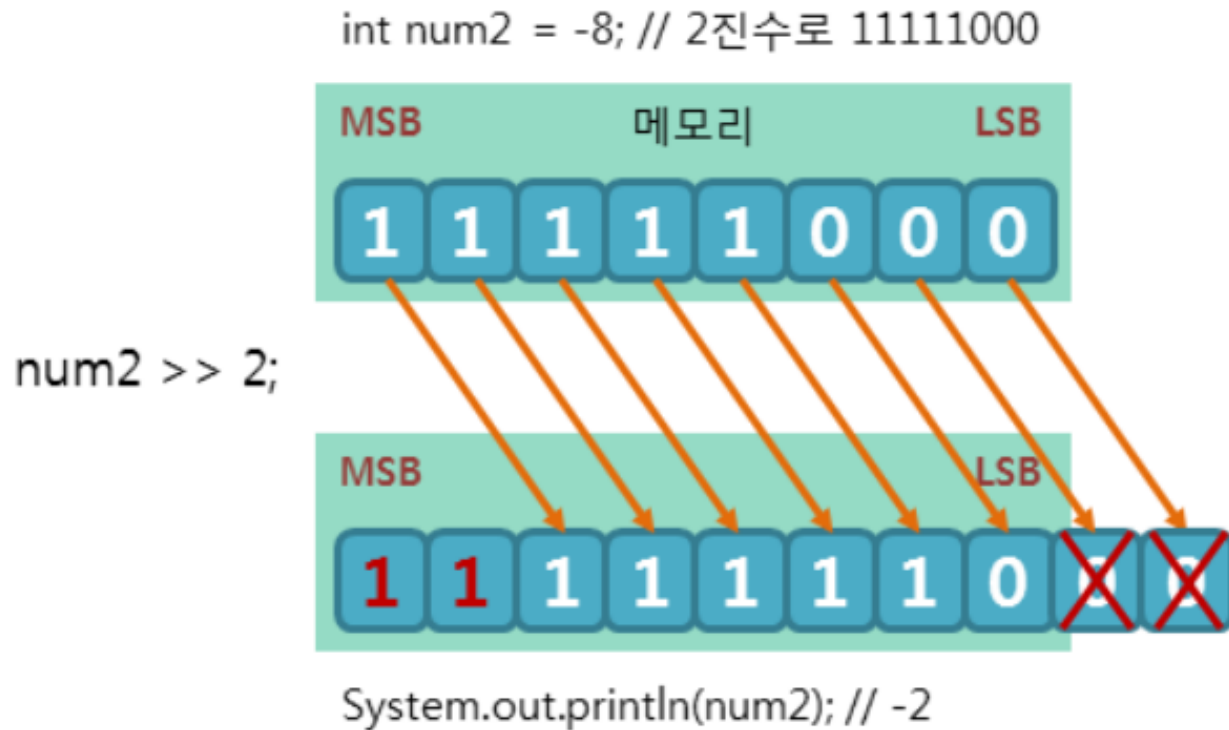 int num2 = -8; // 2진수로 11111000
MSB 메모리 LSB
1 1 1 1 1 0 0 0
num2 >> 2;
MSB LSB
1 1 1 1 1 1 1 0 0 0
System.out.println(num2); // -2